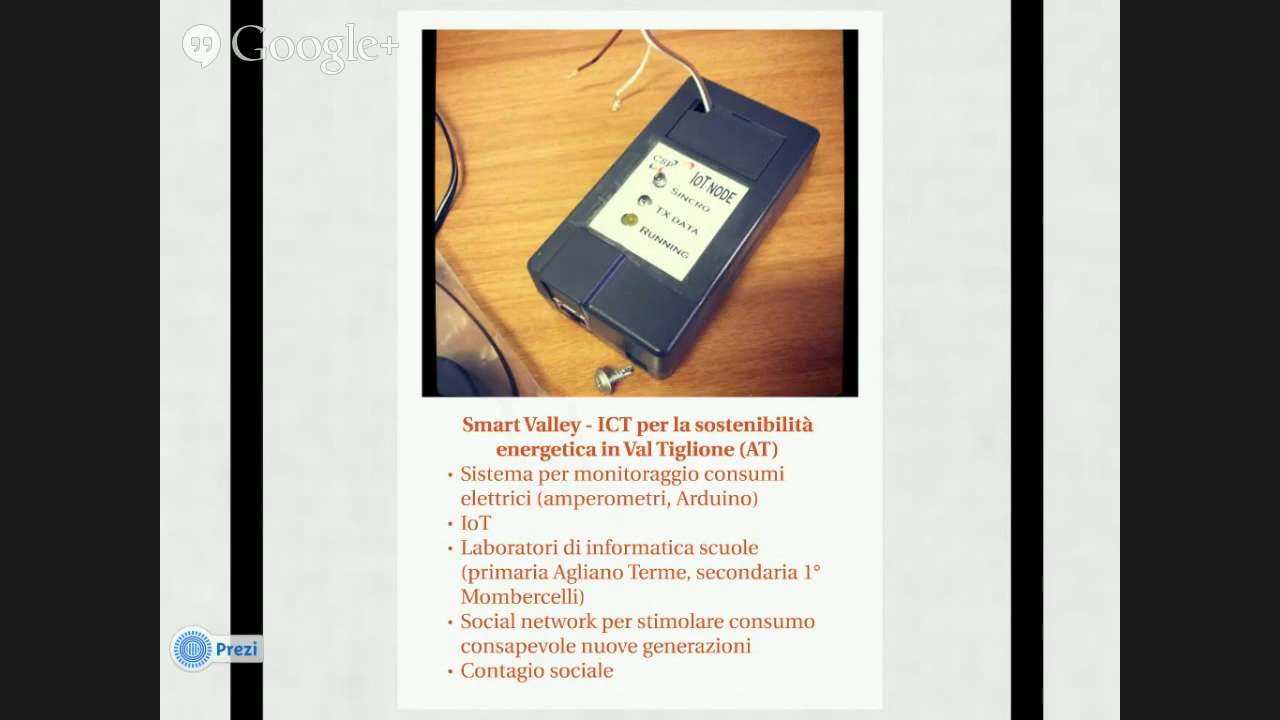 Google+
CSP
IoT NODE
SINCRO
TX DATA
RUNNING
Smart Valley - ICT per la sostenibilità
energetica in Val Tiglione (AT)
• Sistema per monitoraggio consumi
elettrici (amperometri, Arduino)
• IoT
• Laboratori di informatica scuole
(primaria Agliano Terme, secondaria 1°
Mombercelli)
• Social network per stimolare consumo
consapevole nuove generazioni
• Contagio sociale
Prezi